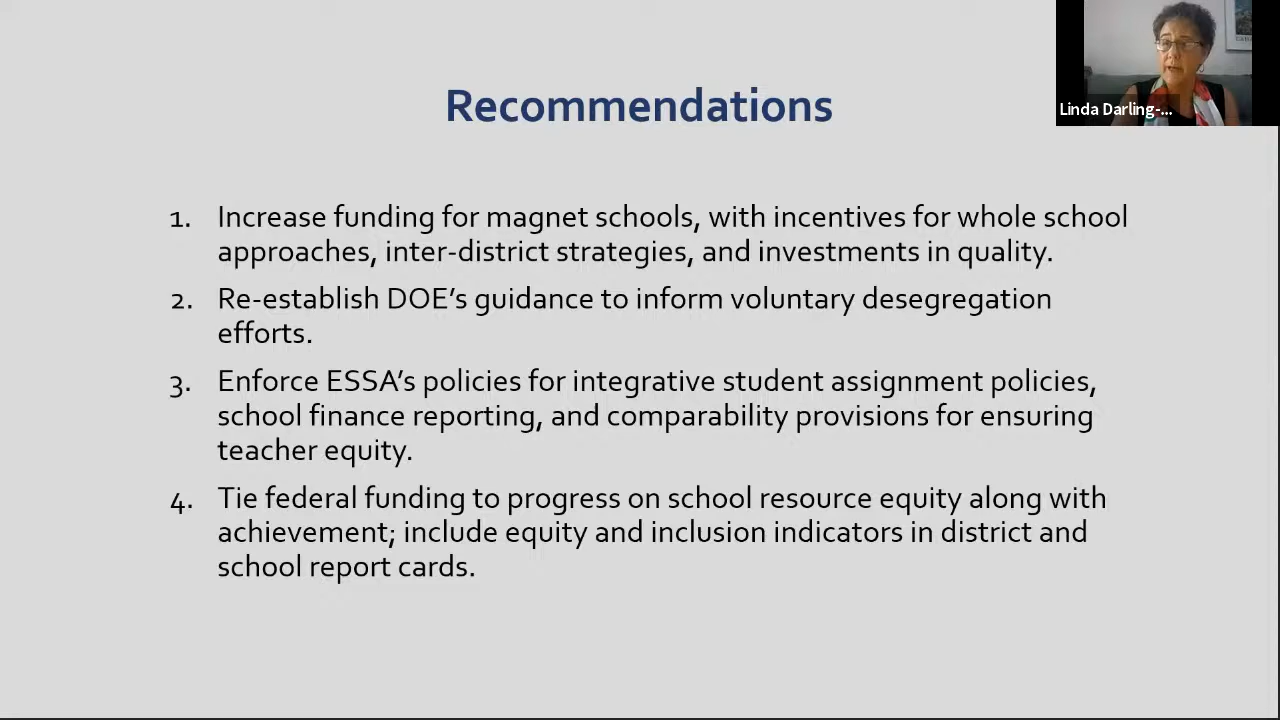 Recommendations
Linda Darling-...
1. Increase funding for magnet schools, with incentives for whole school
approaches, inter-district strategies, and investments in quality.
2. Re-establish DOE’s guidance to inform voluntary desegregation
efforts.
3. Enforce ESSA’s policies for integrative student assignment policies,
school finance reporting, and comparability provisions for ensuring
teacher equity.
4. Tie federal funding to progress on school resource equity along with
achievement; include equity and inclusion indicators in district and
school report cards.